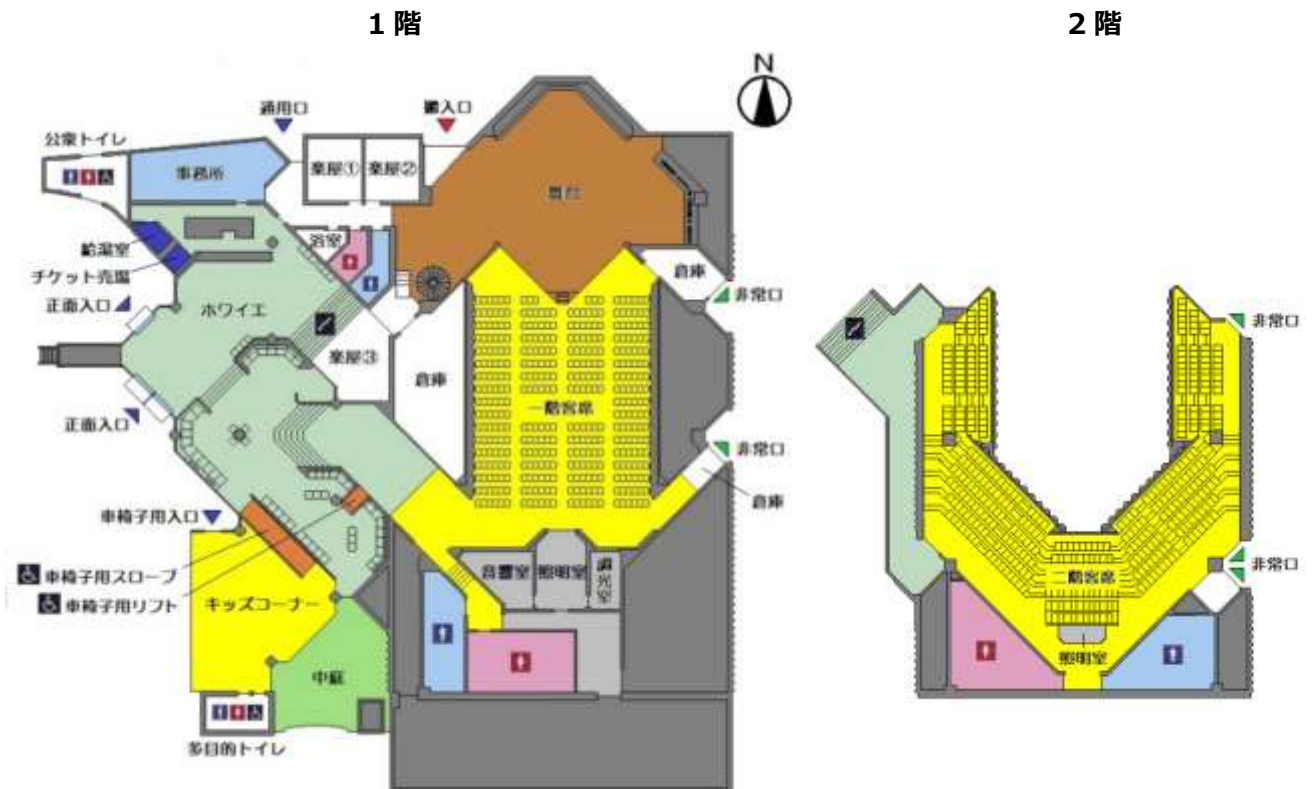 1階
2階
N
通用口
搬入口
公衆トイレ
事務所
楽屋①
楽屋②
舞台
給湯室
浴室
チケット売場
倉庫
正面入口
ホワイエ
非常口
非常口
楽屋③
倉庫
一階客席
正面入口
非常口
倉庫
車椅子用入口
非常口
音響室
照明室
調光室
二階客席
車椅子用スロープ
キッズコーナー
車椅子用リフト
照明室
中庭
多目的トイレ